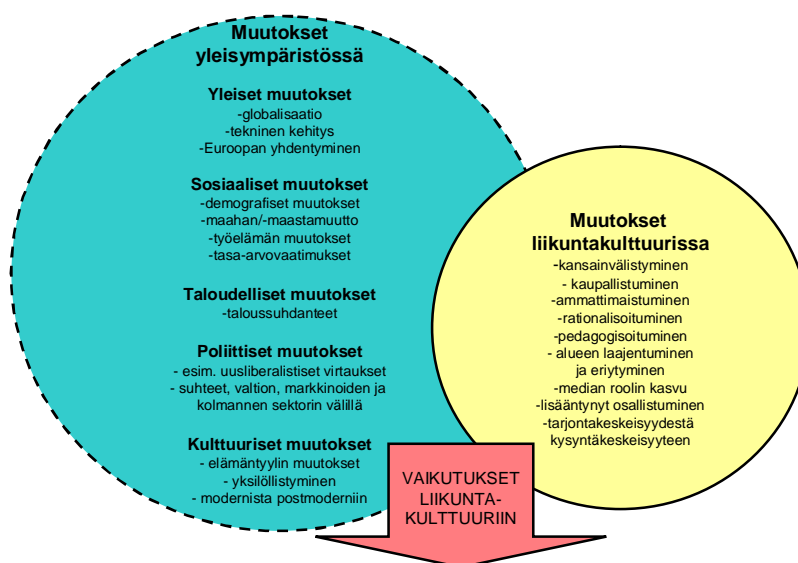 Muutokset
yleisympäristössä
Yleiset muutokset
-globalisaatio
-tekninen kehitys
-Euroopan yhdentyminen
Sosiaaliset muutokset
-demografiset muutokset
-maahan/-maastamuutto
-työelämän muutokset
-tasa-arvovaatimukset
Taloudelliset muutokset
-taloussuhdanteet
Poliittiset muutokset
- esim. uusliberalistiset virtaukset
- suhteet, valtion, markkinoiden ja
kolmannen sektorin välillä
Kulttuuriset muutokset
- elämäntyylin muutokset
- yksilöllistyminen
- modernista postmoderniin
Muutokset
liikuntakulttuurissa
-kansainvälistyminen
- kaupallistuminen
-ammattimaistuminen
-rationalisoituminen
-pedagogisoituminen
- alueen laajentuminen
ja eriytyminen
-median roolin kasvu
-lisääntynyt osallistuminen
-tarjontakeskeisyydestä
kysyntäkeskeisyyteen
VAIKUTUKSET
LIIKUNTA-
KULTTUURIIN